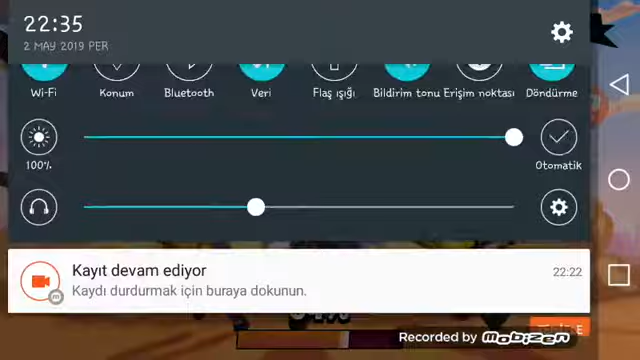 22:35
2 MAY 2019 PER
Wi-Fi Konum Bluetooth Veri Flaş ışığı Bildirim tonu Erişim noktası Döndürme
100%
Otomatik
Kayıt devam ediyor
22:22
Kaydı durdurmak için buraya dokunun.
Recorded by Mobizen